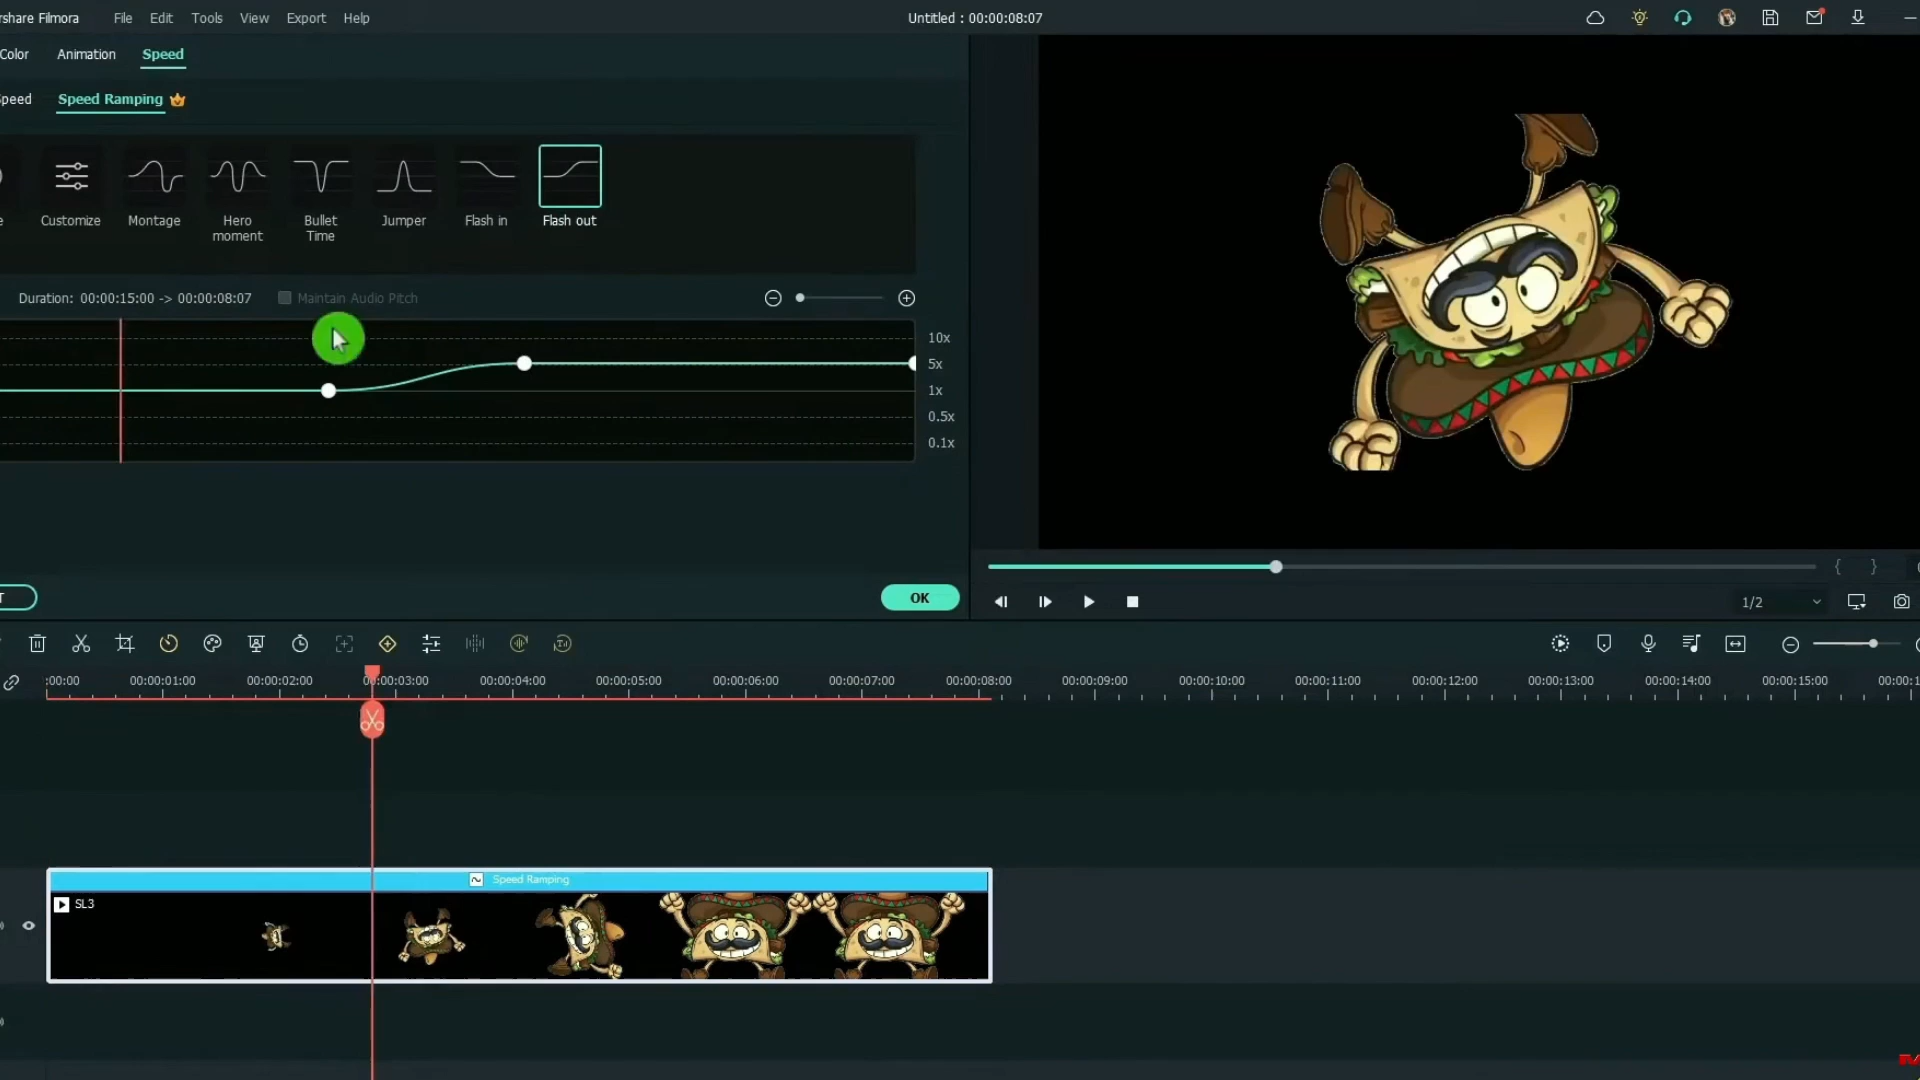 rshare Filmora File Edit Tools View Export Help Untitled : 00:00:08:07
Color Animation Speed
peed Speed Ramping
e Customize Montage Hero moment Bullet Time Jumper Flash in Flash out
Duration: 00:00:15:00 -> 00:00:08:07 Maintain Audio Pitch
10x
5x
1x
0.5x
0.1x
{ }
T OK
1/2
:00:00 00:00:01:00 00:00:02:00 00:00:03:00 00:00:04:00 00:00:05:00 00:00:06:00 00:00:07:00 00:00:08:00 00:00:09:00 00:00:10:00 00:00:11:00 00:00:12:00 00:00:13:00 00:00:14:00 00:00:15:00 00:00:1
Speed Ramping
SL3